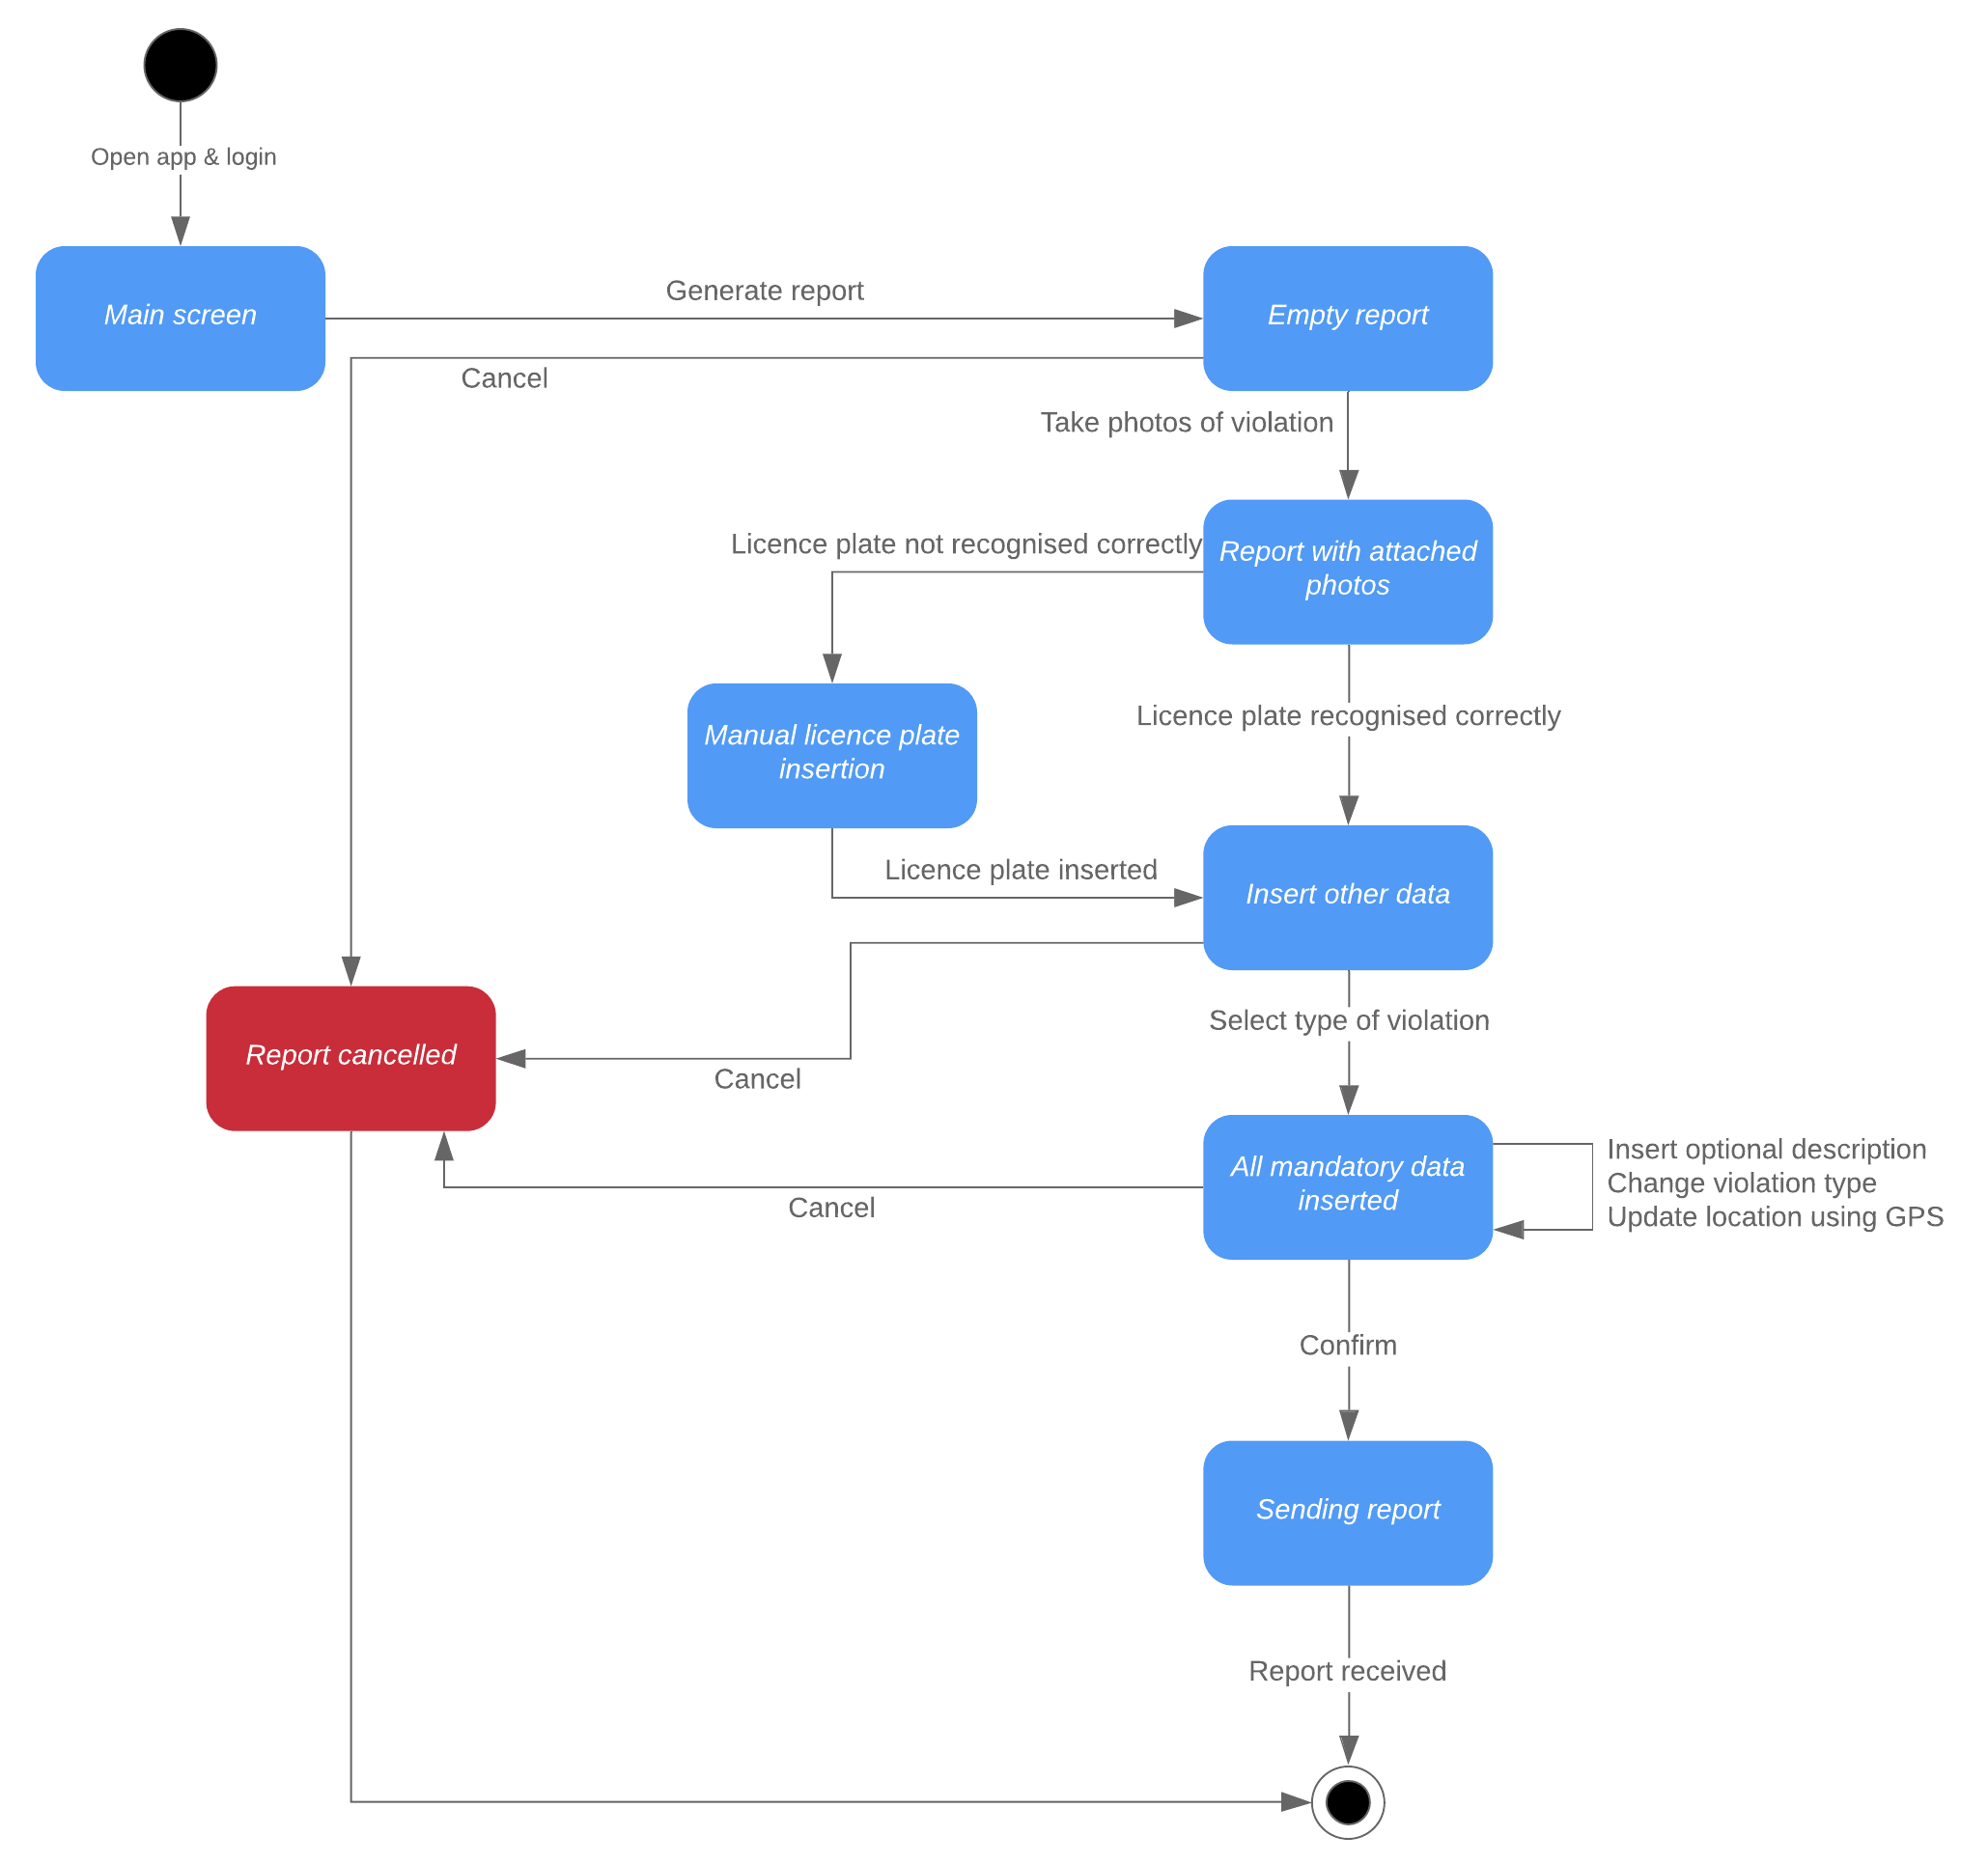 Open app & login
Main screen
Generate report
Empty report
Cancel
Take photos of violation
Licence plate not recognised correctly
Report with attached
photos
Licence plate recognised correctly
Manual licence plate
insertion
Licence plate inserted
Insert other data
Select type of violation
Report cancelled
Cancel
All mandatory data
inserted
Insert optional description
Change violation type
Update location using GPS
Cancel
Confirm
Sending report
Report received